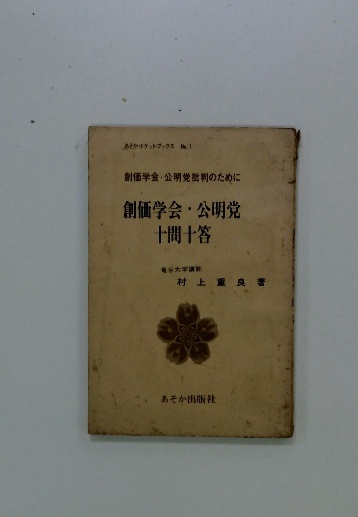 あそかポケットブックス No.1
創価学会・公明党批判のために
創価学会・公明党
十問十答
龍谷大学講師
村上重良著
あそか出版社